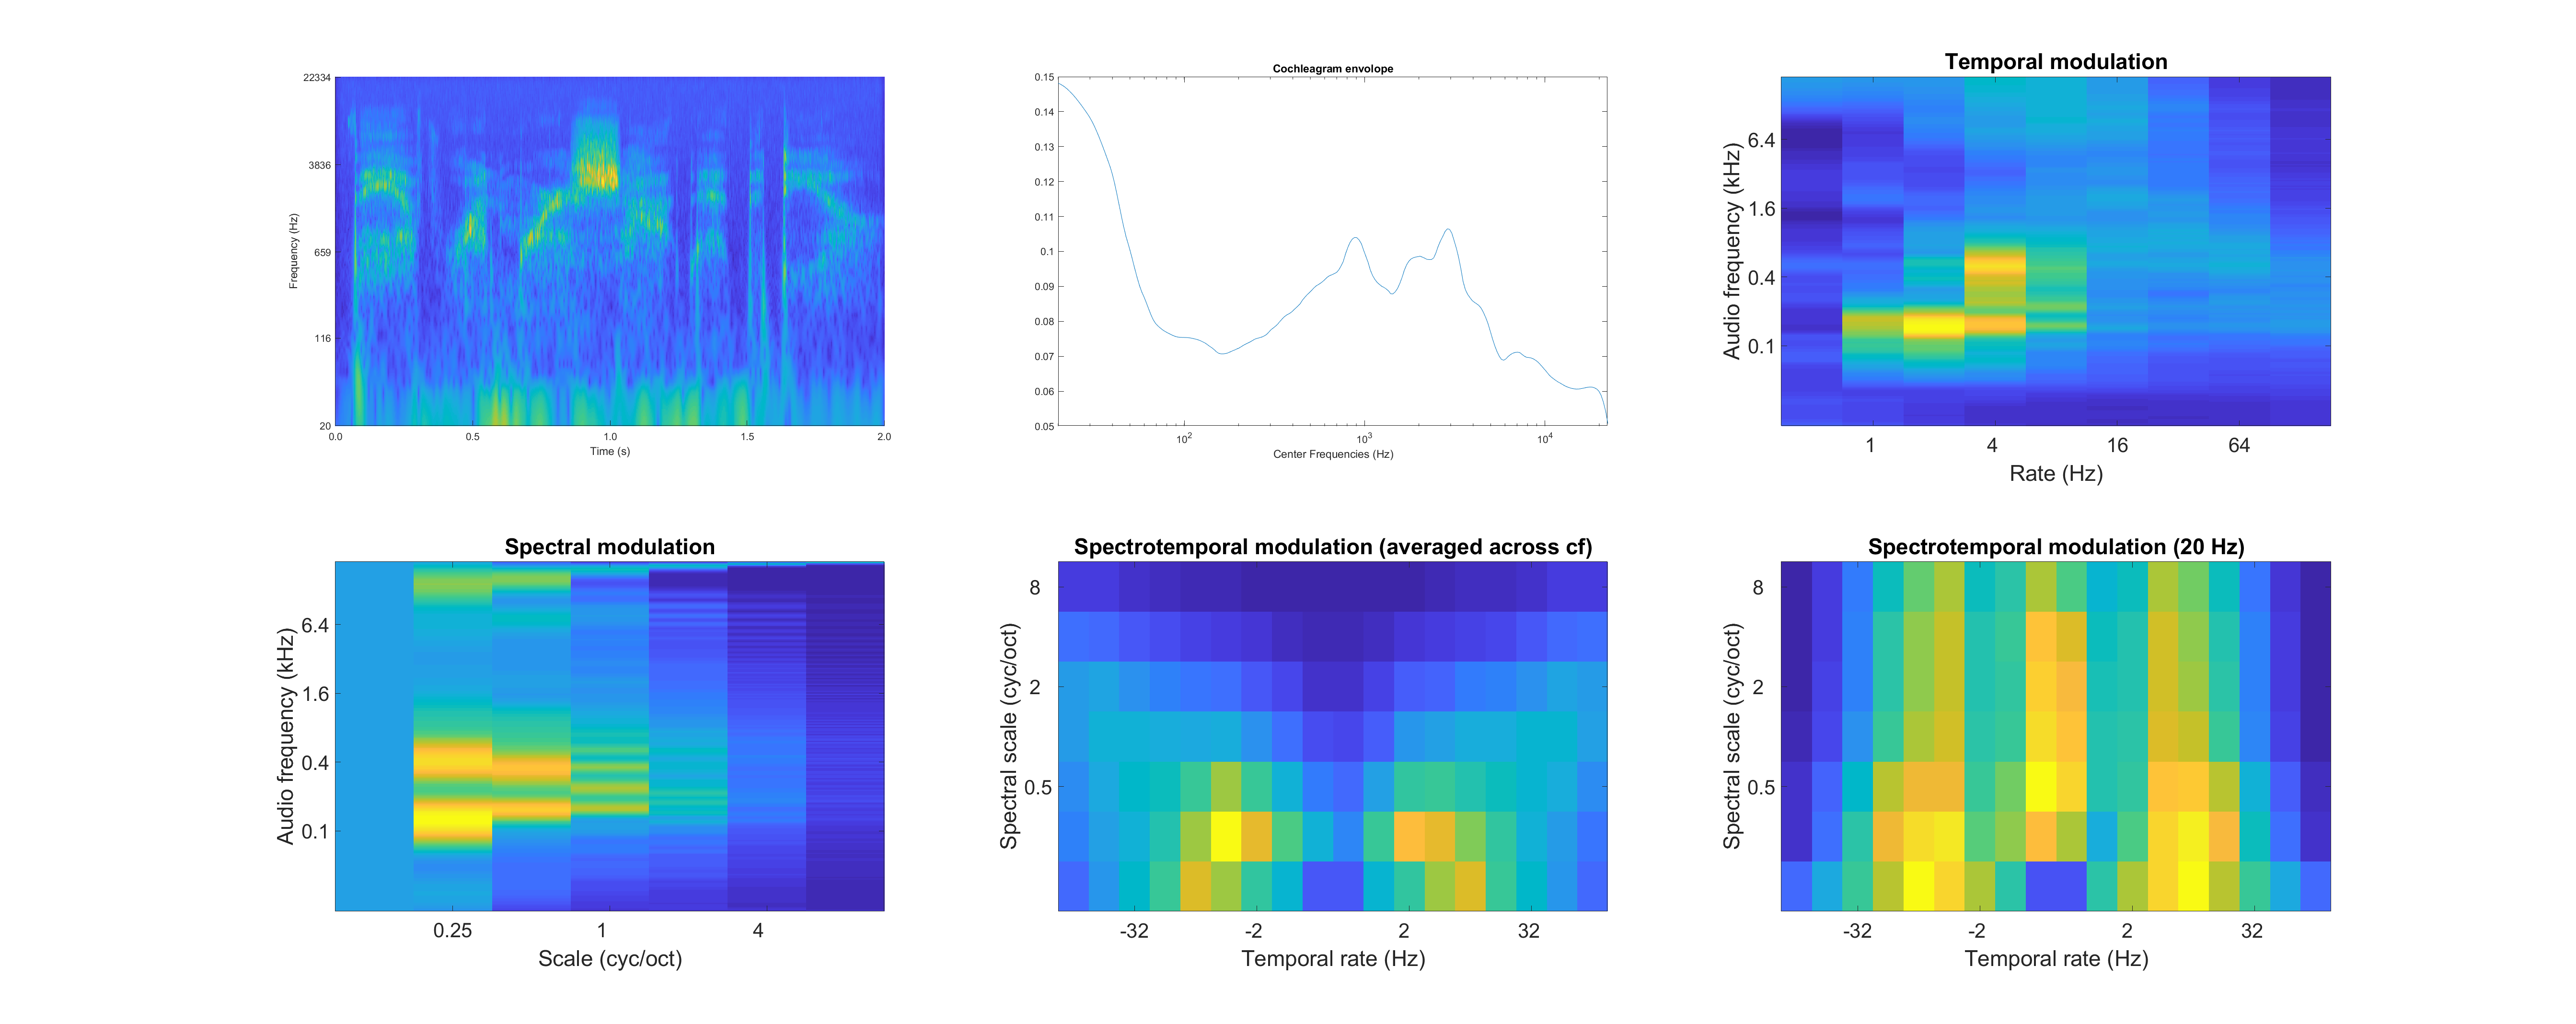 22334
3836
659
116
20
Frequency (Hz)
0.0 0.5 1.0 1.5 2.0
Time (s)
Cochleagram envolope
0.15
0.14
0.13
0.12
0.11
0.1
0.09
0.08
0.07
0.06
0.05
10² 10³ 10⁴
Center Frequencies (Hz)
Temporal modulation
Audio frequency (kHz)
6.4
1.6
0.4
0.1
1 4 16 64
Rate (Hz)
Spectral modulation
Audio frequency (kHz)
6.4
1.6
0.4
0.1
0.25 1 4
Scale (cyc/oct)
Spectrotemporal modulation (averaged across cf)
Spectral scale (cyc/oct)
8
2
0.5
-32 -2 2 32
Temporal rate (Hz)
Spectrotemporal modulation (20 Hz)
Spectral scale (cyc/oct)
8
2
0.5
-32 -2 2 32
Temporal rate (Hz)